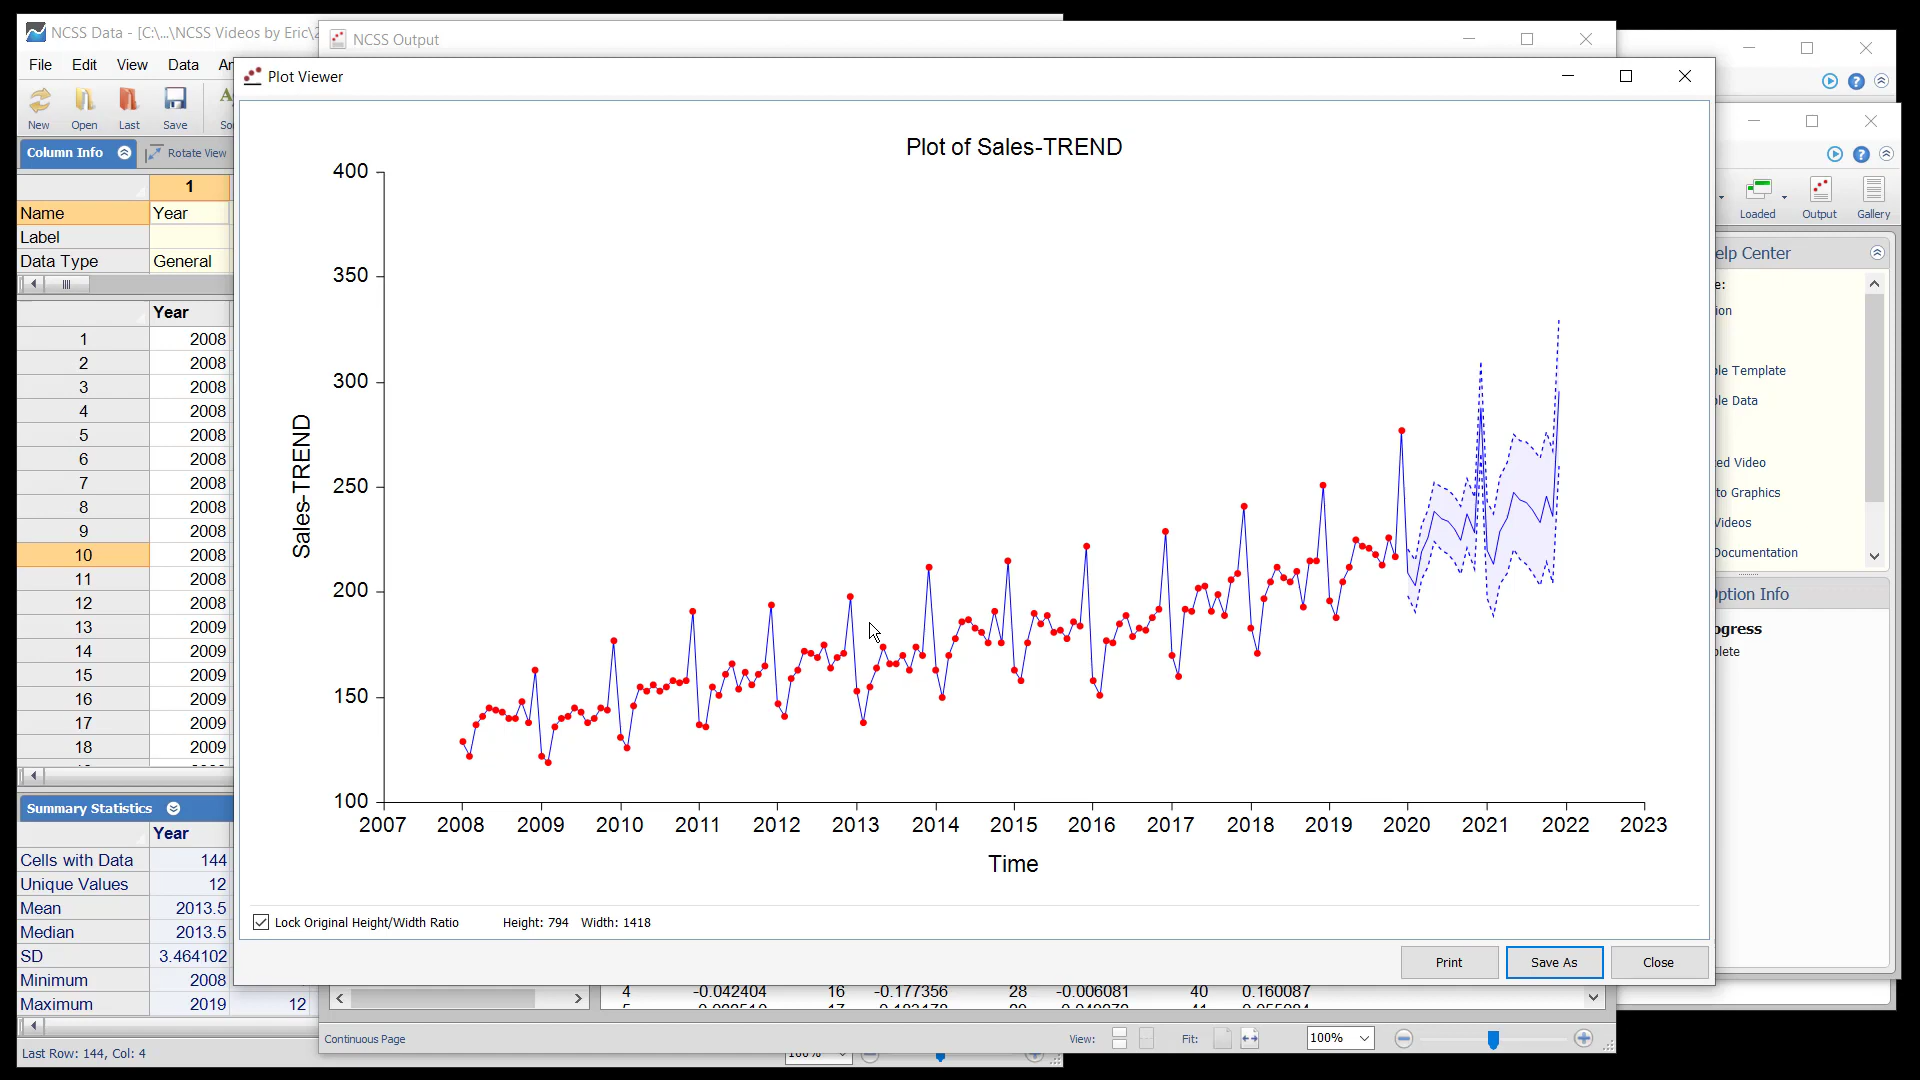 NCSS Data - [C:\...\NCSS Videos by Eric\2
File Edit View Data An
New Open Last Save So
Column Info Rotate View
1
Name Year
Label
Data Type General
Year
1 2008
2 2008
3 2008
4 2008
5 2008
6 2008
7 2008
8 2008
9 2008
10 2008
11 2008
12 2008
13 2009
14 2009
15 2009
16 2009
17 2009
18 2009
Summary Statistics
Year
Cells with Data 144
Unique Values 12
Mean 2013.5
Median 2013.5
SD 3.464102
Minimum 2008
Maximum 2019 12
Last Row: 144, Col: 4
NCSS Output
Plot Viewer
Plot of Sales-TREND
400
350
300
250
200
150
100
Sales-TREND
2007 2008 2009 2010 2011 2012 2013 2014 2015 2016 2017 2018 2019 2020 2021 2022 2023
Time
Lock Original Height/Width Ratio Height: 794 Width: 1418
Print Save As Close
4 -0.042404 16 -0.177356 28 -0.006081 40 0.160087
Continuous Page View: Fit: 100%
100%
Loaded Output Gallery
elp Center
e:
ion
ple Template
ple Data
ed Video
to Graphics
Videos
Documentation
Option Info
ogress
plete